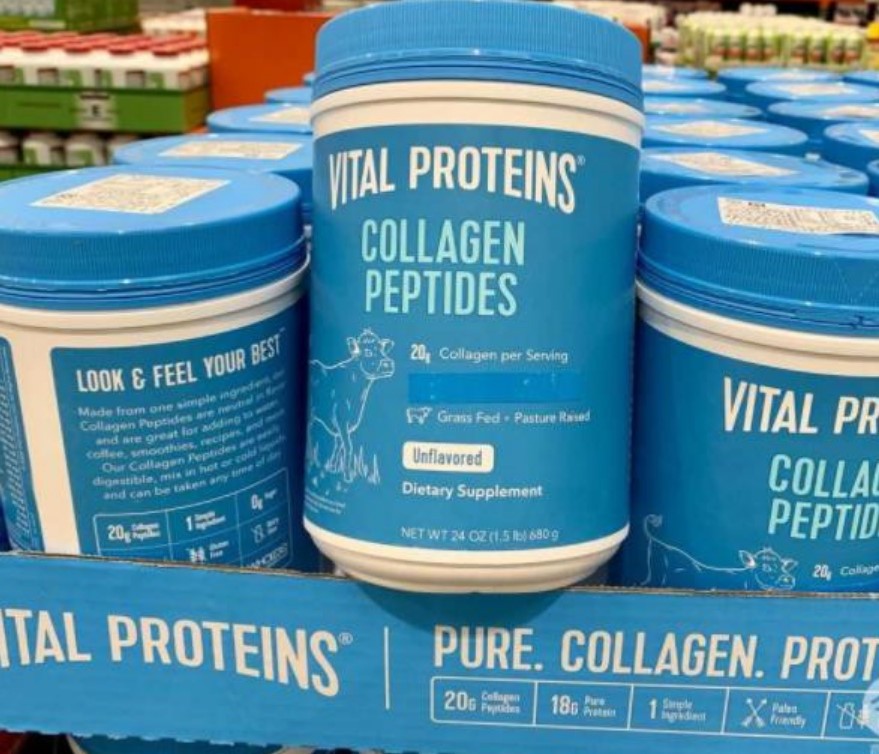 VITAL PROTEINS®
COLLAGEN
PEPTIDES
20g Collagen per Serving
Grass Fed • Pasture Raised
Unflavored
Dietary Supplement
NET WT 24 OZ (1.5 lb) 680 g
LOOK & FEEL YOUR BEST™
Made from one simple ingredient,
Collagen Peptides are neutral in flavor
and are great for adding to water,
coffee, smoothies, recipes, and more
Our Collagen Peptides are easily
digestible, mix in hot or cold liquids
and can be taken any time of day
20g Collagen Peptides
1 Simple Ingredient
0g Sugar
Gluten Free
VITAL PR
COLLA
PEPTID
20g Collage
ITAL PROTEINS®
PURE. COLLAGEN. PROT
20G Collagen Peptides
18G Pure Protein
1 Simple Ingredient
Paleo Friendly